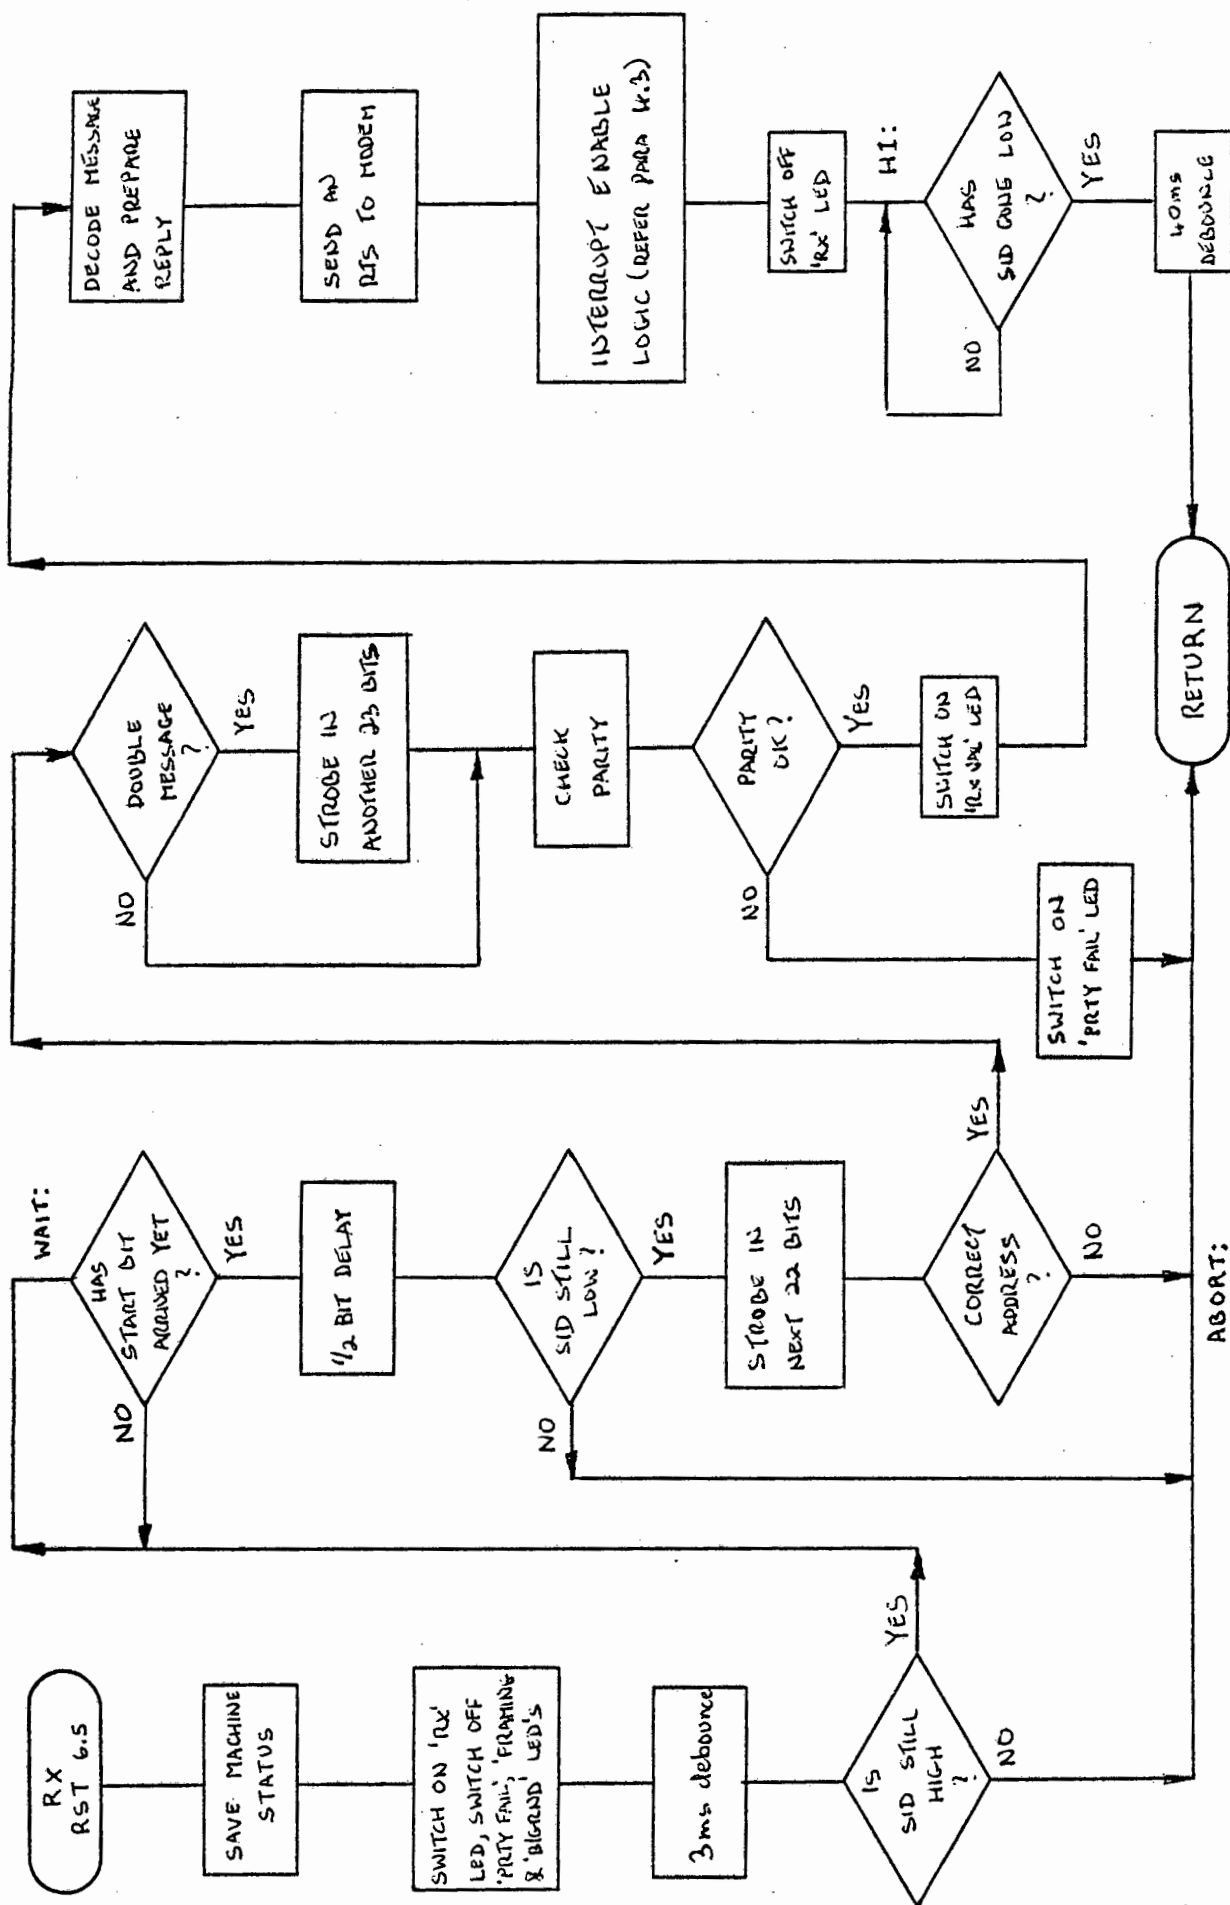 RX
RST 6.5
SAVE MACHINE
STATUS
SWITCH ON 'RX'
LED, SWITCH OFF
'PRTY FAIL', 'FRAMING'
& 'BKGRND' LED'S
3ms debounce
IS
SID STILL
HIGH
?
YES
NO
WAIT:
HAS
START BIT
ARRIVED YET
?
NO
YES
1/2 BIT DELAY
IS
SID STILL
LOW?
NO
YES
STROBE IN
NEXT 22 BITS
CORRECT
ADDRESS
?
YES
NO
ABORT:
DOUBLE
MESSAGE
?
NO
YES
STROBE IN
ANOTHER 23 BITS
CHECK
PARITY
PARITY
OK?
NO
YES
SWITCH ON
'PRTY FAIL' LED
SWITCH ON
'RX VAL' LED
DECODE MESSAGE
AND PREPARE
REPLY
SEND AN
RTS TO MODEM
INTERRUPT ENABLE
LOGIC (REFER PARA 4.3)
SWITCH OFF
'RX' LED
HI:
HAS
SID GONE LOW
?
NO
YES
40ms
DEBOUNCE
RETURN